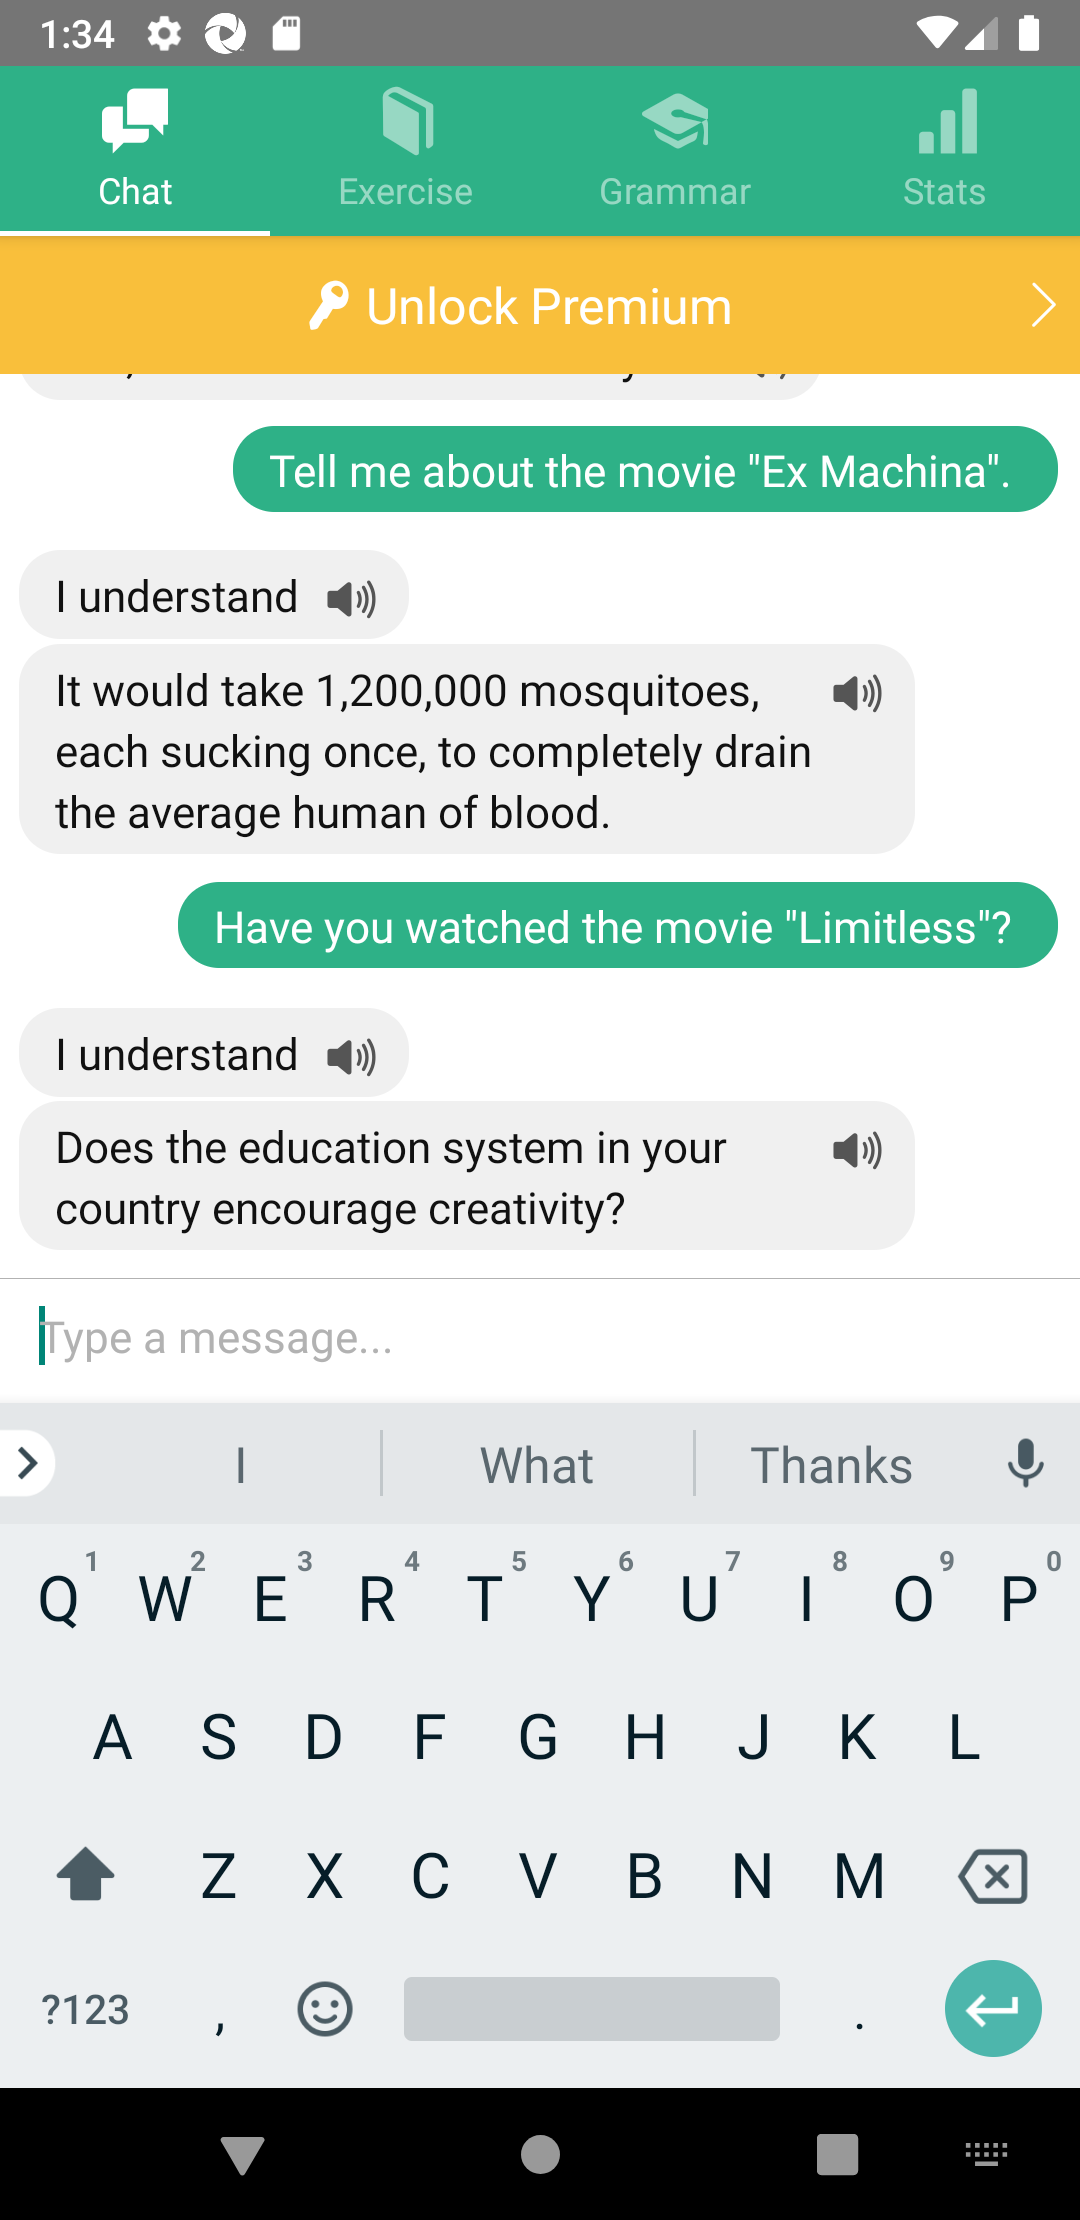 1:34
Chat
Exercise
Grammar
Stats
Unlock Premium
Tell me about the movie "Ex Machina".
I understand
It would take 1,200,000 mosquitoes,
each sucking once, to completely drain
the average human of blood.
Have you watched the movie "Limitless"?
I understand
Does the education system in your
country encourage creativity?
Type a message...
I What Thanks
1 2 3 4 5 6 7 8 9 0
Q W E R T Y U I O P
A S D F G H J K L
Z X C V B N M
?123 , .